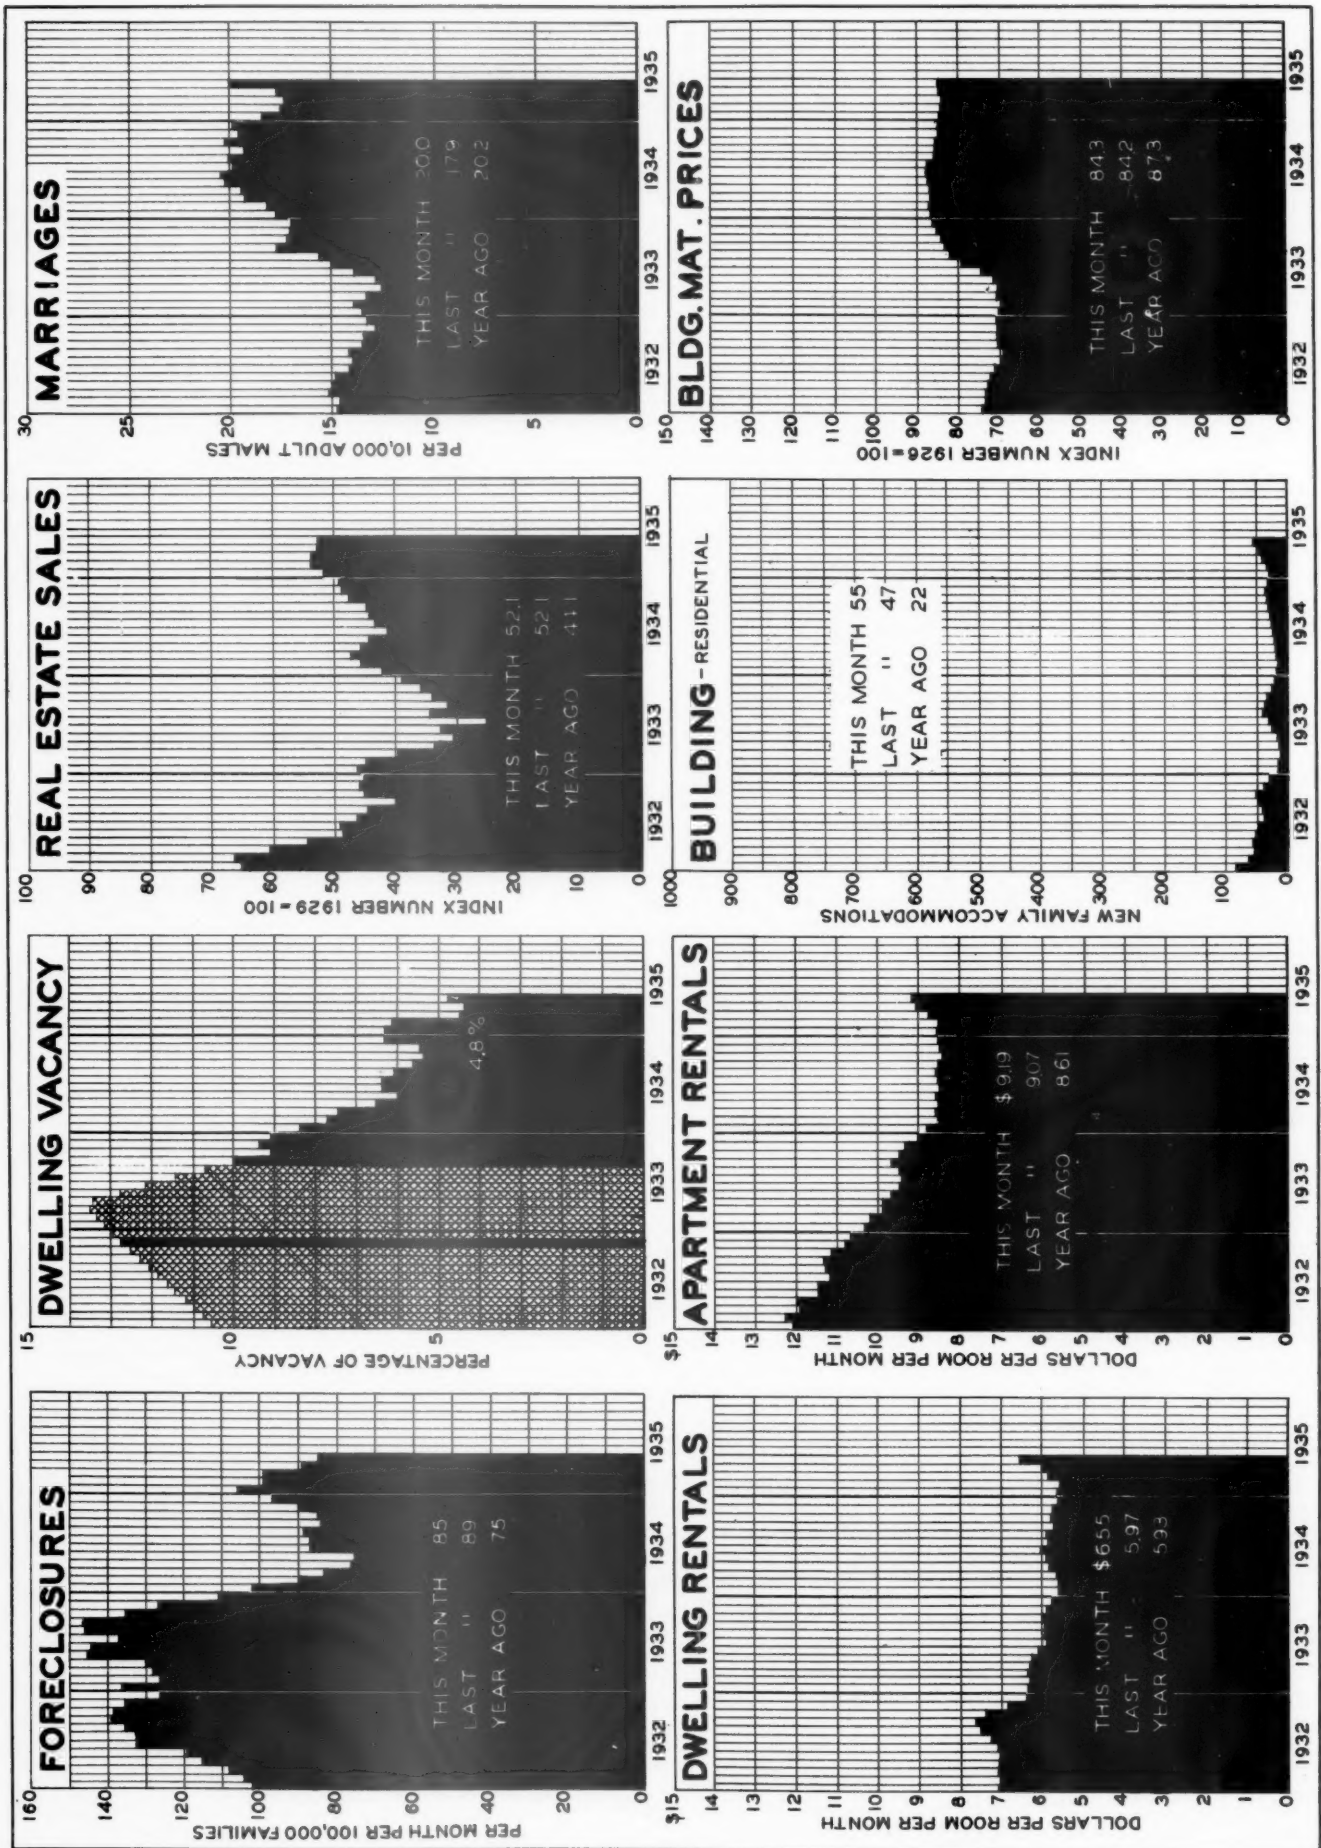 FORECLOSURES
PER MONTH PER 100,000 FAMILIES
160
140
120
100
80
60
40
20
0
THIS MONTH 85
LAST " 89
YEAR AGO 75
1932 1933 1934 1935
DWELLING VACANCY
PERCENTAGE OF VACANCY
15
10
5
0
4.8%
1932 1933 1934 1935
REAL ESTATE SALES
INDEX NUMBER 1929=100
100
90
80
70
60
50
40
30
20
10
0
THIS MONTH 52.1
LAST " 52.1
YEAR AGO 41.1
1932 1933 1934 1935
MARRIAGES
PER 10,000 ADULT MALES
30
25
20
15
10
5
0
THIS MONTH 20.0
LAST " 17.9
YEAR AGO 20.2
1932 1933 1934 1935
DWELLING RENTALS
DOLLARS PER ROOM PER MONTH
$15
14
13
12
11
10
9
8
7
6
5
4
3
2
1
0
THIS MONTH $6.55
LAST " 5.97
YEAR AGO 5.93
1932 1933 1934 1935
APARTMENT RENTALS
DOLLARS PER ROOM PER MONTH
$15
14
13
12
11
10
9
8
7
6
5
4
3
2
1
0
THIS MONTH $9.19
LAST " 9.07
YEAR AGO 8.61
1932 1933 1934 1935
BUILDING-RESIDENTIAL
NEW FAMILY ACCOMMODATIONS
1000
900
800
700
600
500
400
300
200
100
0
THIS MONTH 55
LAST " 47
YEAR AGO 22
1932 1933 1934 1935
BLDG. MAT. PRICES
INDEX NUMBER 1926=100
150
140
130
120
110
100
90
80
70
60
50
40
30
20
10
0
THIS MONTH 84.3
LAST " 84.2
YEAR AGO 87.3
1932 1933 1934 1935